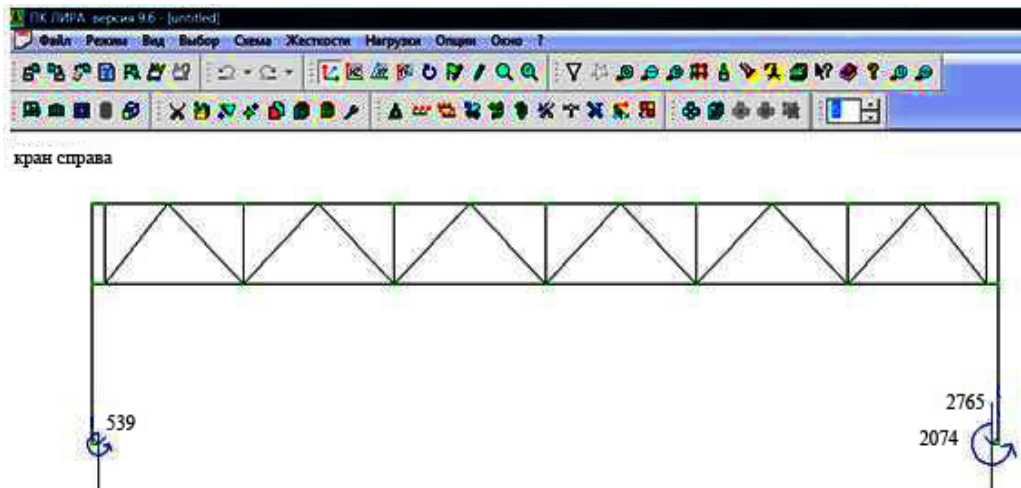 ПК ЛИРА версия 9.6 - [untitled]
Файл Режим Вид Выбор Схема Жесткости Нагрузки Опции Окно ?
кран справа
539
2765
2074